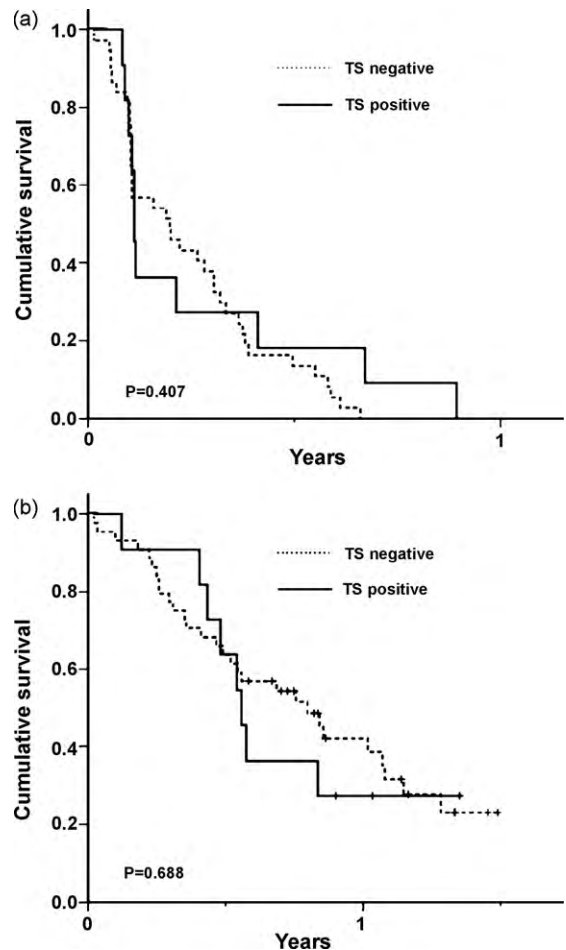 (a)
1.0
0.8
0.6
0.4
0.2
0.0
Cumulative survival
TS negative
TS positive
P=0.407
0
1
Years
(b)
1.0
0.8
0.6
0.4
0.2
0.0
Cumulative survival
TS negative
TS positive
P=0.688
0
1
Years